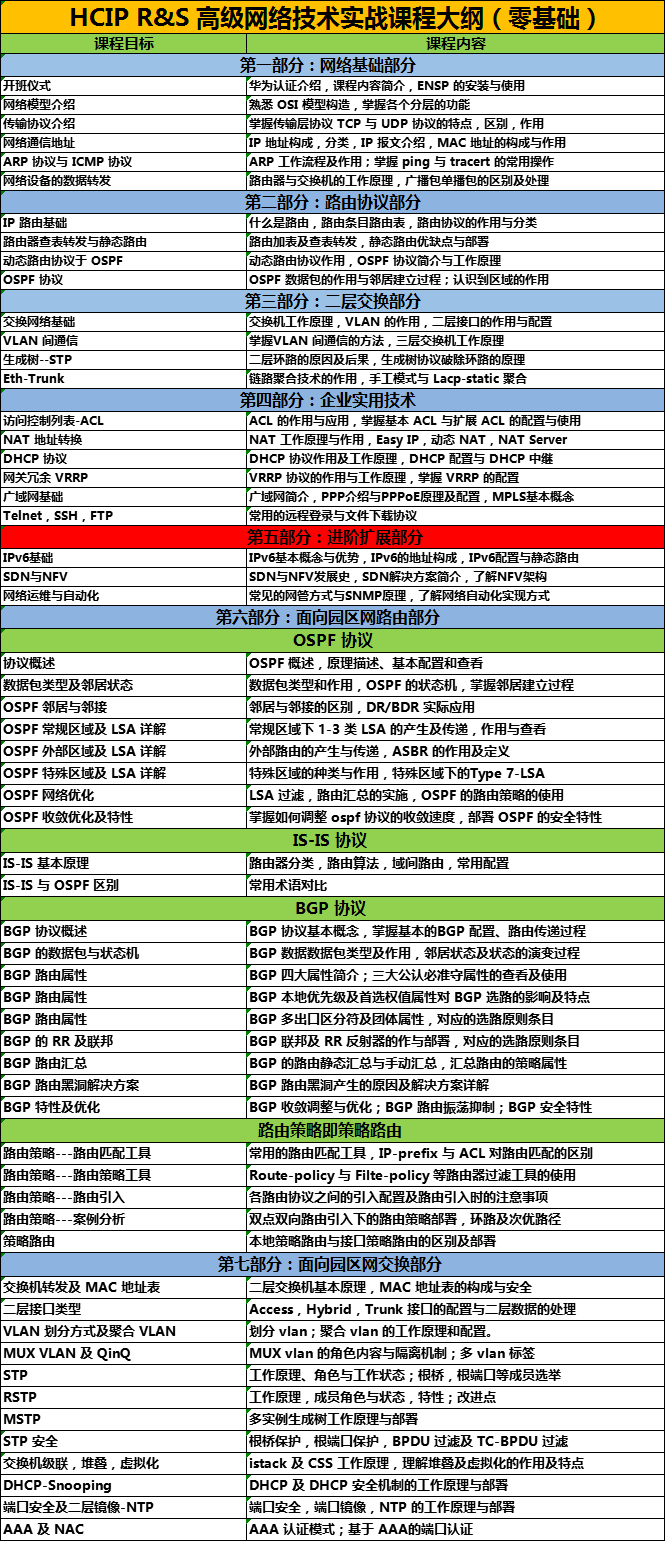 HCIP R&S 高级网络技术实战课程大纲（零基础）
课程目标 课程内容
第一部分：网络基础部分
开班仪式 华为认证介绍，课程内容简介，ENSP 的安装与使用
网络模型介绍 熟悉 OSI 模型构造，掌握各个分层的功能
传输协议介绍 掌握传输层协议 TCP 与 UDP 协议的特点，区别，作用
网络通信地址 IP 地址构成，分类，IP 报文介绍，MAC 地址的构成与作用
ARP 协议与 ICMP 协议 ARP 工作流程及作用；掌握 ping 与 tracert 的常用操作
网络设备的数据转发 路由器与交换机的工作原理，广播包单播包的区别及处理
第二部分：路由协议部分
IP 路由基础 什么是路由，路由条目路由表，路由协议的作用与分类
路由器查表转发与静态路由 路由加表及查表转发，静态路由优缺点与部署
动态路由协议于 OSPF 动态路由协议作用，OSPF 协议简介与工作原理
OSPF 协议 OSPF 数据包的作用与邻居建立过程；认识到区域的作用
第三部分：二层交换部分
交换网络基础 交换机工作原理，VLAN 的作用，二层接口的作用与配置
VLAN 间通信 掌握VLAN 间通信的方法，三层交换机工作原理
生成树--STP 二层环路的原因及后果，生成树协议破除环路的原理
Eth-Trunk 链路聚合技术的作用，手工模式与 Lacp-static 聚合
第四部分：企业实用技术
访问控制列表-ACL ACL 的作用与应用，掌握基本 ACL 与扩展 ACL 的配置与使用
NAT 地址转换 NAT 工作原理与作用，Easy IP，动态 NAT，NAT Server
DHCP 协议 DHCP 协议作用及工作原理，DHCP 配置与 DHCP 中继
网关冗余 VRRP VRRP 协议的作用与工作原理，掌握 VRRP 的配置
广域网基础 广域网简介，PPP介绍与PPPoE原理及配置，MPLS基本概念
Telnet，SSH，FTP 常用的远程登录与文件下载协议
第五部分：进阶扩展部分
IPv6基础 IPv6基本概念与优势，IPv6的地址构成，IPv6配置与静态路由
SDN与NFV SDN与NFV发展史，SDN解决方案简介，了解NFV架构
网络运维与自动化 常见的网管方式与SNMP原理，了解网络自动化实现方式
第六部分：面向园区网路由部分
OSPF 协议
协议概述 OSPF 概述，原理描述、基本配置和查看
数据包类型及邻居状态 数据包类型和作用，OSPF 的状态机，掌握邻居建立过程
OSPF 邻居与邻接 邻居与邻接的区别，DR/BDR 实际应用
OSPF 常规区域及 LSA 详解 常规区域下 1-3 类 LSA 的产生及传递，作用与查看
OSPF 外部区域及 LSA 详解 外部路由的产生与传递，ASBR 的作用及定义
OSPF 特殊区域及 LSA 详解 特殊区域的种类与作用，特殊区域下的Type 7-LSA
OSPF 网络优化 LSA 过滤，路由汇总的实施，OSPF 的路由策略的使用
OSPF 收敛优化及特性 掌握如何调整 ospf 协议的收敛速度，部署 OSPF 的安全特性
IS-IS 协议
IS-IS 基本原理 路由器分类，路由算法，域间路由，常用配置
IS-IS 与 OSPF 区别 常用术语对比
BGP 协议
BGP 协议概述 BGP 协议基本概念，掌握基本的BGP 配置、路由传递过程
BGP 的数据包与状态机 BGP 数据数据包类型及作用，邻居状态及状态的演变过程
BGP 路由属性 BGP 四大属性简介；三大公认必准守属性的查看及使用
BGP 路由属性 BGP 本地优先级及首选权值属性对 BGP 选路的影响及特点
BGP 路由属性 BGP 多出口区分符及团体属性，对应的选路原则条目
BGP 的 RR 及联邦 BGP 联邦及 RR 反射器的作与部署，对应的选路原则条目
BGP 路由汇总 BGP 的路由静态汇总与手动汇总，汇总路由的策略属性
BGP 路由黑洞解决方案 BGP 路由黑洞产生的原因及解决方案详解
BGP 特性及优化 BGP 收敛调整与优化；BGP 路由振荡抑制；BGP 安全特性
路由策略即策略路由
路由策略---路由匹配工具 常用的路由匹配工具，IP-prefix 与 ACL 对路由匹配的区别
路由策略---路由策略工具 Route-policy 与 Filte-policy 等路由器过滤工具的使用
路由策略---路由引入 各路由协议之间的引入配置及路由引入时的注意事项
路由策略---案例分析 双点双向路由引入下的路由策略部署，环路及次优路径
策略路由 本地策略路由与接口策略路由的区别及部署
第七部分：面向园区网交换部分
交换机转发及 MAC 地址表 二层交换机基本原理，MAC 地址表的构成与安全
二层接口类型 Access，Hybrid，Trunk 接口的配置与二层数据的处理
VLAN 划分方式及聚合 VLAN 划分 vlan；聚合 vlan 的工作原理和配置。
MUX VLAN 及 QinQ MUX vlan 的角色内容与隔离机制；多 vlan 标签
STP 工作原理、角色与工作状态；根桥，根端口等成员选举
RSTP 工作原理，成员角色与状态，特性；改进点
MSTP 多实例生成树工作原理与部署
STP 安全 根桥保护，根端口保护，BPDU 过滤及 TC-BPDU 过滤
交换机级联，堆叠，虚拟化 istack 及 CSS 工作原理，理解堆叠及虚拟化的作用及特点
DHCP-Snooping DHCP 及 DHCP 安全机制的工作原理与部署
端口安全及二层镜像-NTP 端口安全，端口镜像，NTP 的工作原理与部署
AAA 及 NAC AAA 认证模式；基于 AAA的端口认证